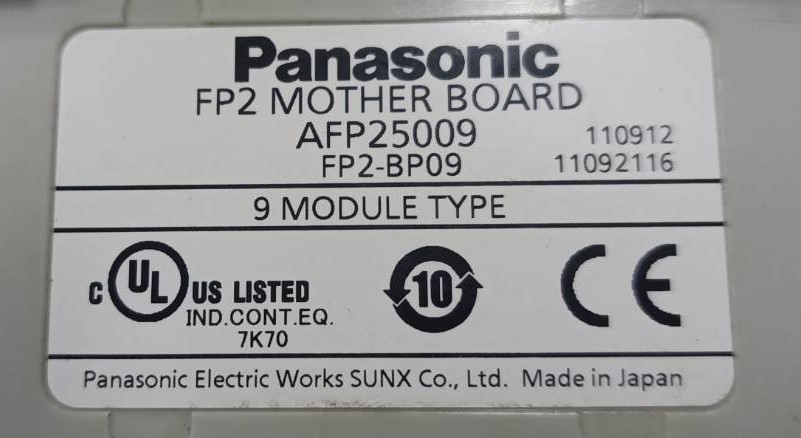 Panasonic
FP2 MOTHER BOARD
AFP25009 110912
FP2-BP09 11092116
9 MODULE TYPE
C UL US LISTED
IND.CONT.EQ.
7K70
10
CE
Panasonic Electric Works SUNX Co., Ltd. Made in Japan